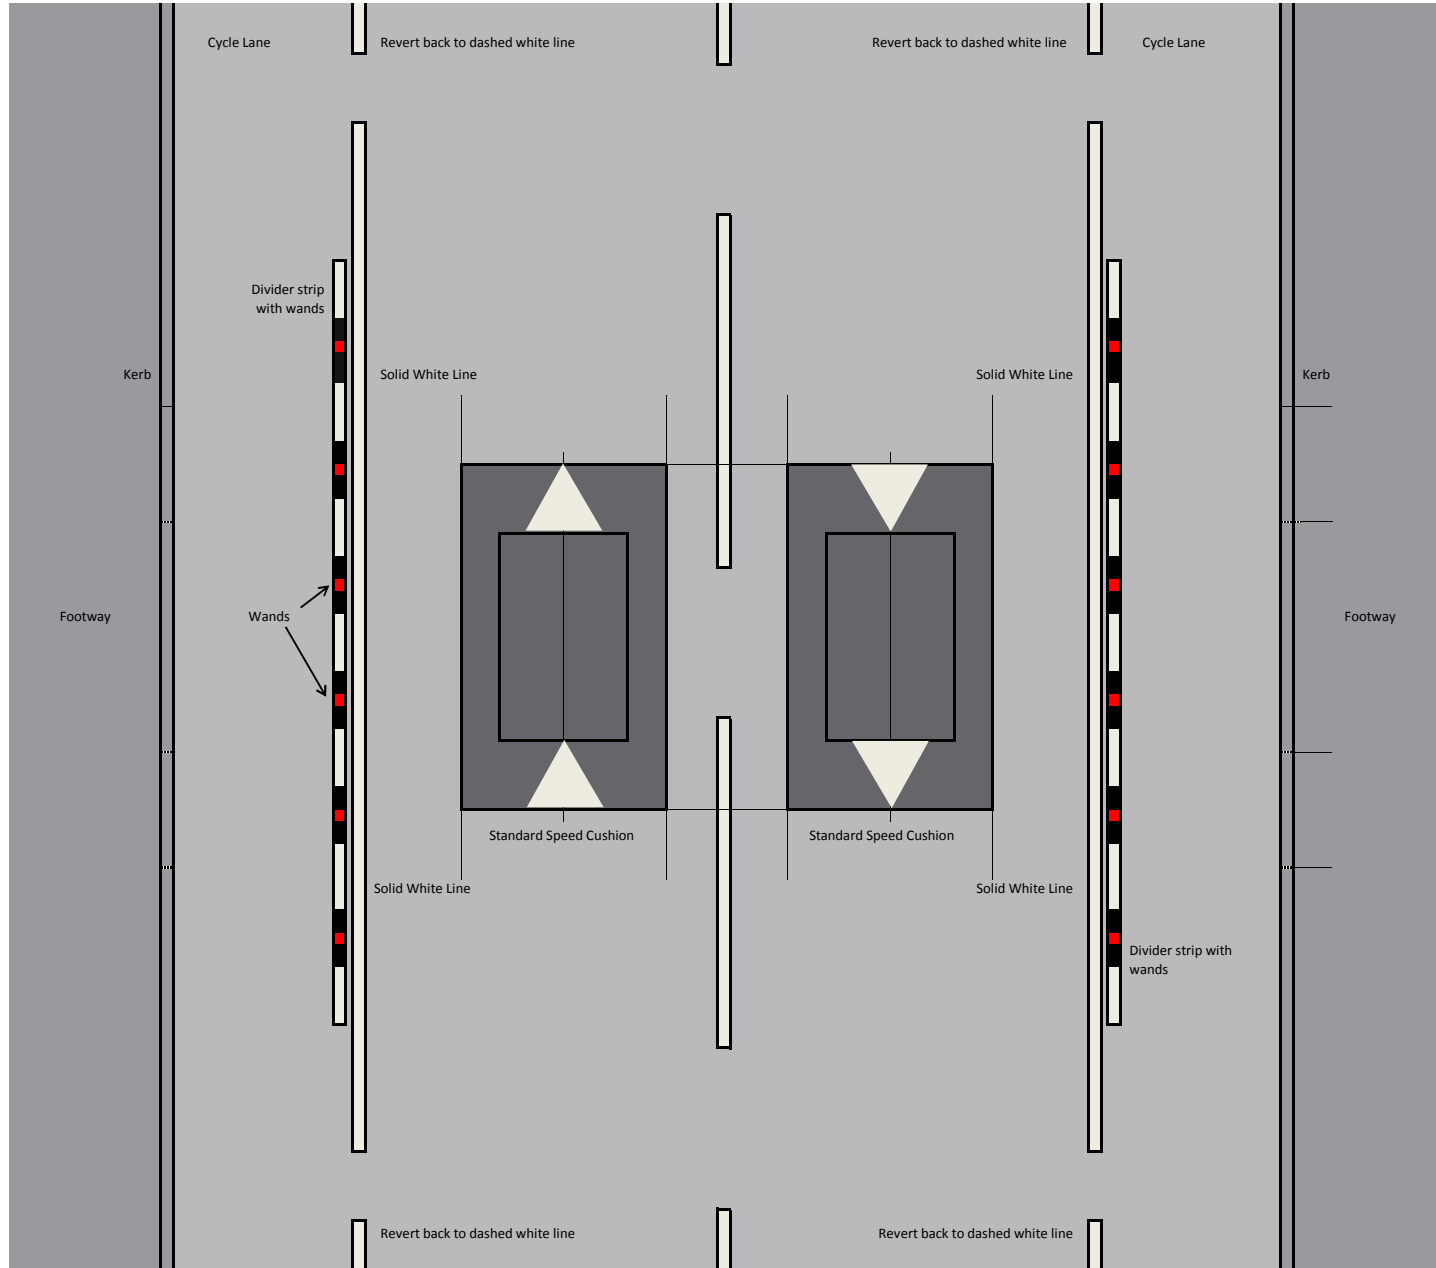 Cycle Lane
Revert back to dashed white line
Revert back to dashed white line
Cycle Lane
Divider strip
with wands
Kerb
Solid White Line
Solid White Line
Kerb
Footway
Wands
Footway
Standard Speed Cushion
Standard Speed Cushion
Solid White Line
Solid White Line
Divider strip with
wands
Revert back to dashed white line
Revert back to dashed white line